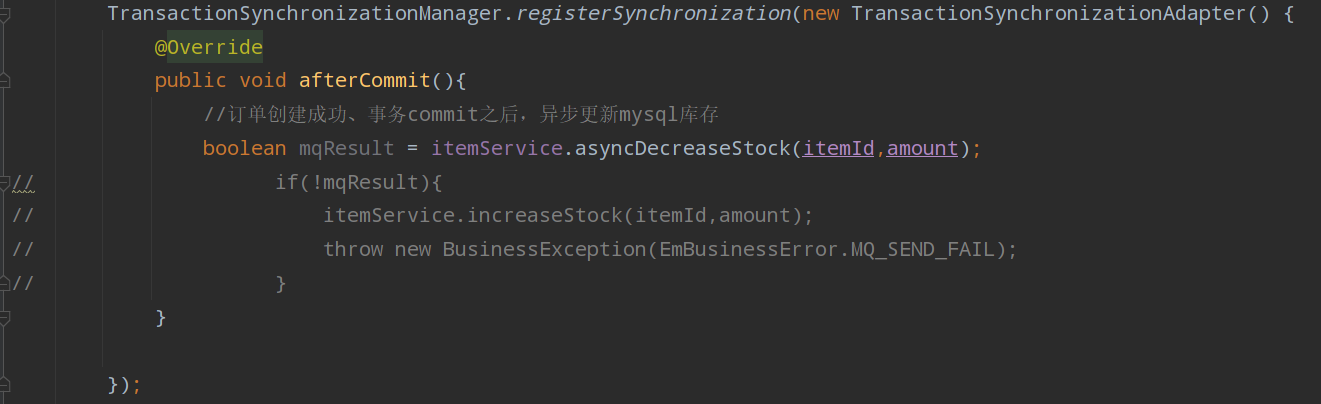 TransactionSynchronizationManager.registerSynchronization(new TransactionSynchronizationAdapter() {
@Override
public void afterCommit(){
//订单创建成功、事务commit之后，异步更新mysql库存
boolean mqResult = itemService.asyncDecreaseStock(itemId,amount);
// if(!mqResult){
// itemService.increaseStock(itemId,amount);
// throw new BusinessException(EmBusinessError.MQ_SEND_FAIL);
// }
}
});